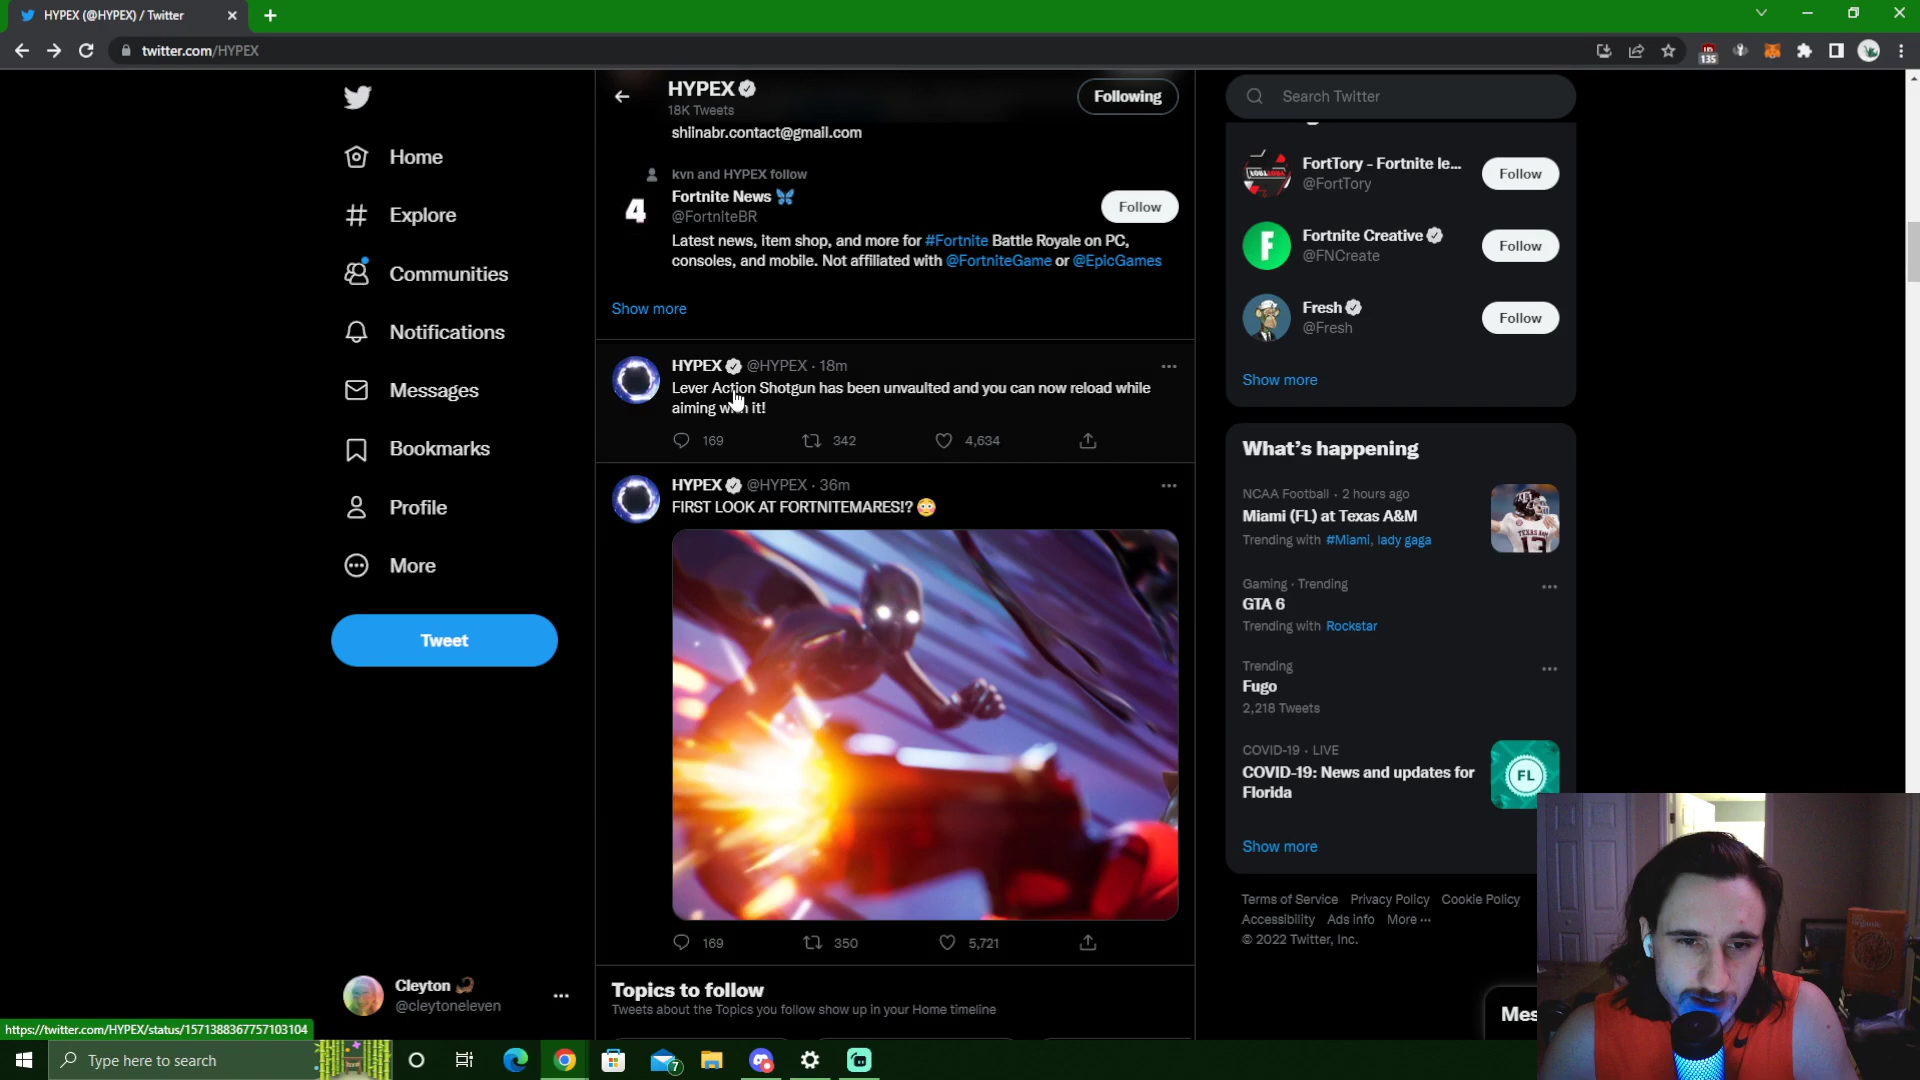 HYPEX (@HYPEX) / Twitter
twitter.com/HYPEX
135
Home
Explore
Communities
Notifications
Messages
Bookmarks
Profile
More
Tweet
Cleyton
@cleytoneleven
HYPEX
18K Tweets
Following
shiinabr.contact@gmail.com
kvn and HYPEX follow
4
Fortnite News
@FortniteBR
Follow
Latest news, item shop, and more for #Fortnite Battle Royale on PC,
consoles, and mobile. Not affiliated with @FortniteGame or @EpicGames
Show more
HYPEX @HYPEX · 18m
Lever Action Shotgun has been unvaulted and you can now reload while
aiming with it!
169 342 4,634
HYPEX @HYPEX · 36m
FIRST LOOK AT FORTNITEMARES!?
169 350 5,721
Topics to follow
Tweets about the Topics you follow show up in your Home timeline
Search Twitter
FortTory - Fortnite le...
@FortTory
Follow
Fortnite Creative
@FNCreate
Follow
Fresh
@Fresh
Follow
Show more
What's happening
NCAA Football · 2 hours ago
Miami (FL) at Texas A&M
Trending with #Miami, lady gaga
Gaming · Trending
GTA 6
Trending with Rockstar
Trending
Fugo
2,218 Tweets
COVID-19 · LIVE
COVID-19: News and updates for
Florida
FL
Show more
Terms of Service Privacy Policy Cookie Policy
Accessibility Ads info More ···
© 2022 Twitter, Inc.
Mes
https://twitter.com/HYPEX/status/1571388367757103104
Type here to search
7